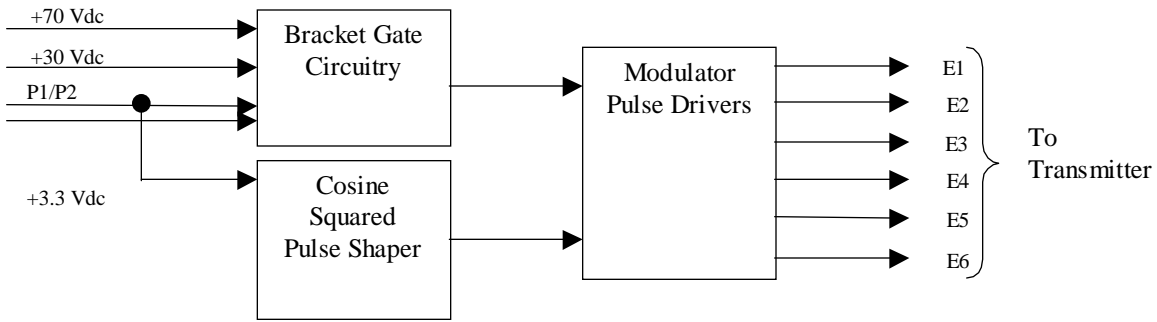 +70 Vdc
+30 Vdc
P1/P2
+3.3 Vdc
Bracket Gate
Circuitry
Cosine
Squared
Pulse Shaper
Modulator
Pulse Drivers
E1
E2
E3
E4
E5
E6
To
Transmitter